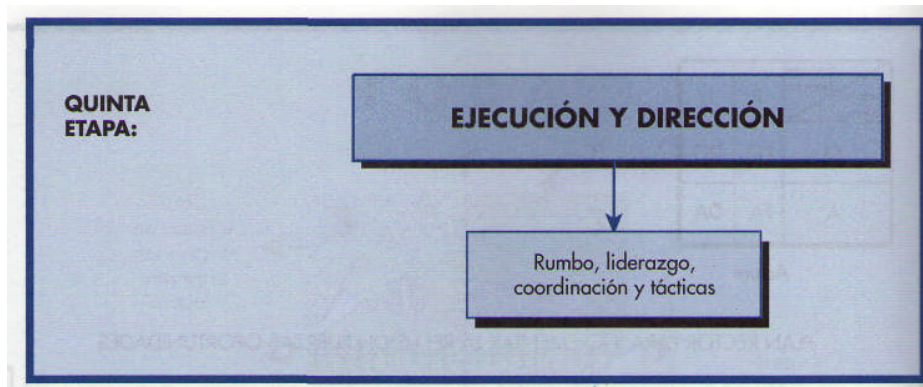 QUINTA
ETAPA:
EJECUCIÓN Y DIRECCIÓN
Rumbo, liderazgo,
coordinación y tácticas